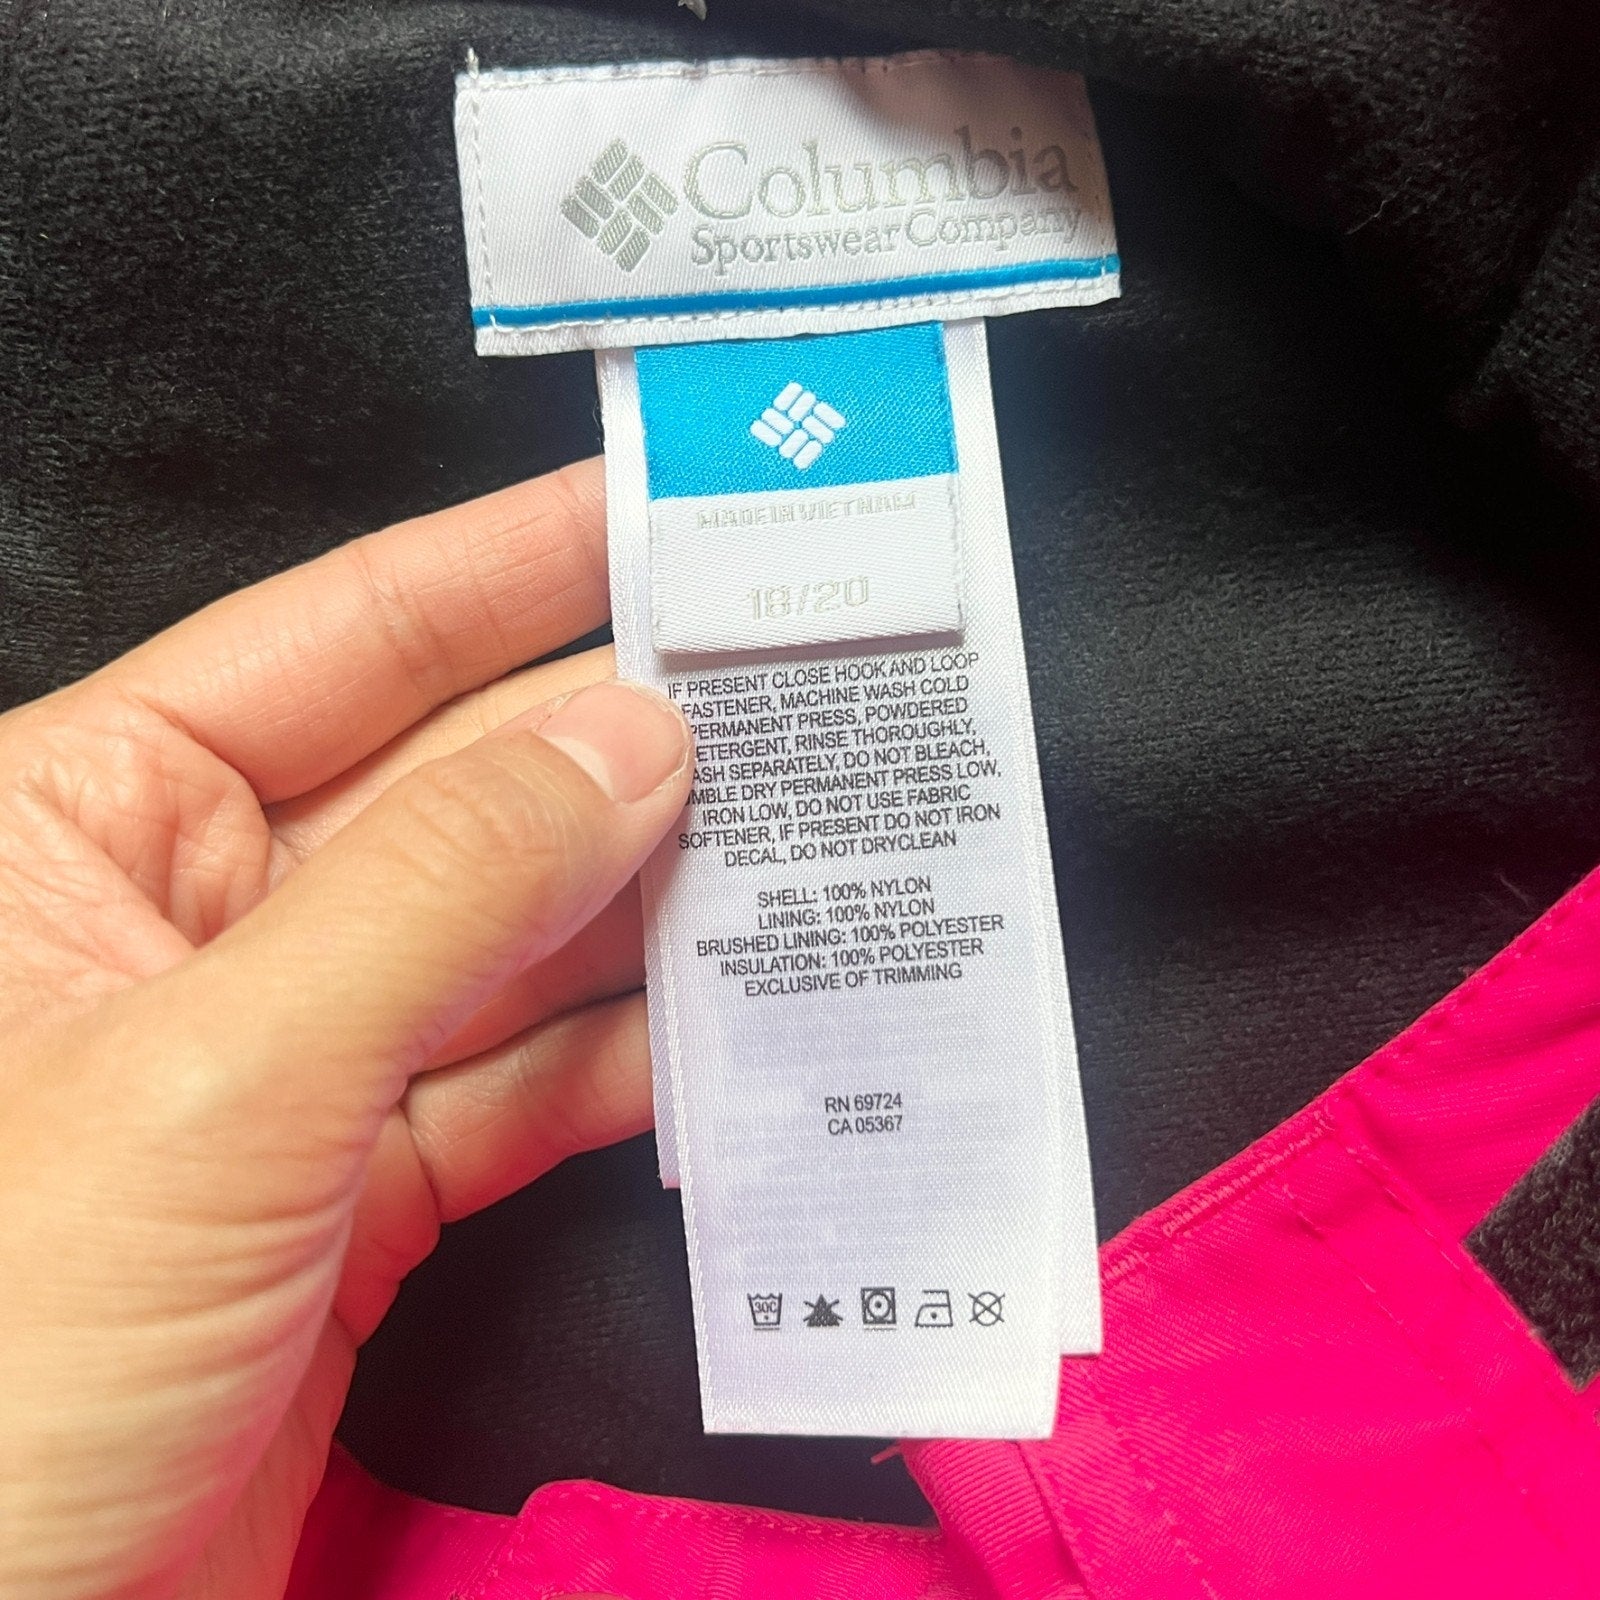 Columbia
Sportswear Company
MADE IN VIETNAM
18/20
IF PRESENT CLOSE HOOK AND LOOP
FASTENER, MACHINE WASH COLD
PERMANENT PRESS, POWDERED
ETERGENT, RINSE THOROUGHLY,
ASH SEPARATELY, DO NOT BLEACH,
UMBLE DRY PERMANENT PRESS LOW,
IRON LOW, DO NOT USE FABRIC
SOFTENER, IF PRESENT DO NOT IRON
DECAL, DO NOT DRYCLEAN
SHELL: 100% NYLON
LINING: 100% NYLON
BRUSHED LINING: 100% POLYESTER
INSULATION: 100% POLYESTER
EXCLUSIVE OF TRIMMING
RN 69724
CA 05367
30C